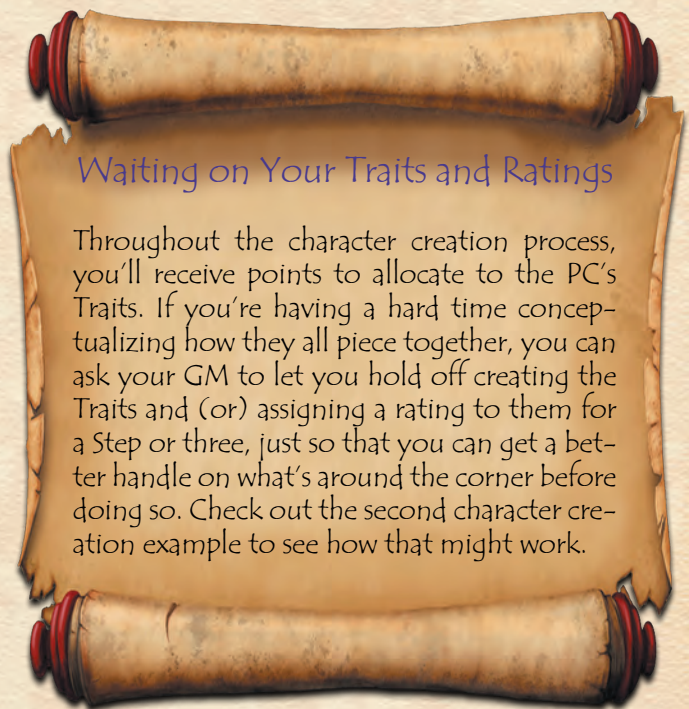 Waiting on Your Traits and Ratings
Throughout the character creation process,
you'll receive points to allocate to the PC's
Traits. If you're having a hard time concep-
tualizing how they all piece together, you can
ask your GM to let you hold off creating the
Traits and (or) assigning a rating to them for
a Step or three, just so that you can get a bet-
ter handle on what's around the corner before
doing so. Check out the second character cre-
ation example to see how that might work.